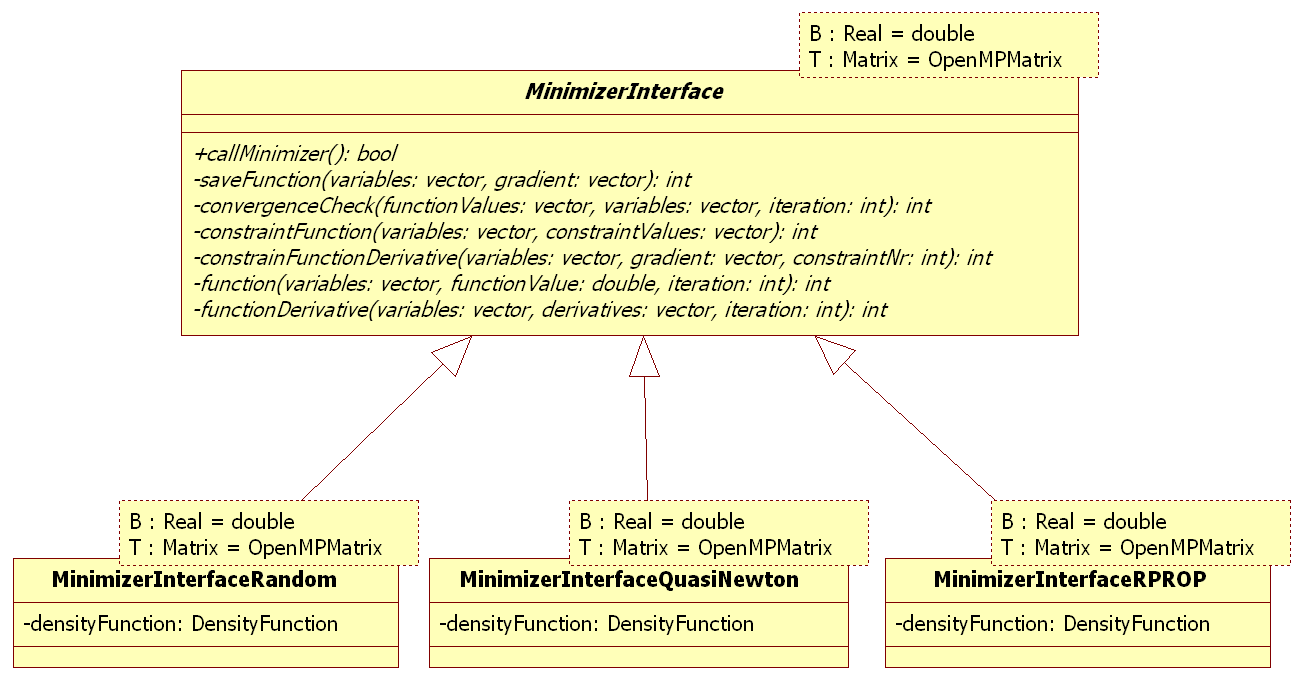 B : Real = double
T : Matrix = OpenMPMatrix
MinimizerInterface
+callMinimizer(): bool
-saveFunction(variables: vector, gradient: vector): int
-convergenceCheck(functionValues: vector, variables: vector, iteration: int): int
-constraintFunction(variables: vector, constraintValues: vector): int
-constrainFunctionDerivative(variables: vector, gradient: vector, constraintNr: int): int
-function(variables: vector, functionValue: double, iteration: int): int
-functionDerivative(variables: vector, derivatives: vector, iteration: int): int
B : Real = double
T : Matrix = OpenMPMatrix
MinimizerInterfaceRandom
-densityFunction: DensityFunction
B : Real = double
T : Matrix = OpenMPMatrix
MinimizerInterfaceQuasiNewton
-densityFunction: DensityFunction
B : Real = double
T : Matrix = OpenMPMatrix
MinimizerInterfaceRPROP
-densityFunction: DensityFunction